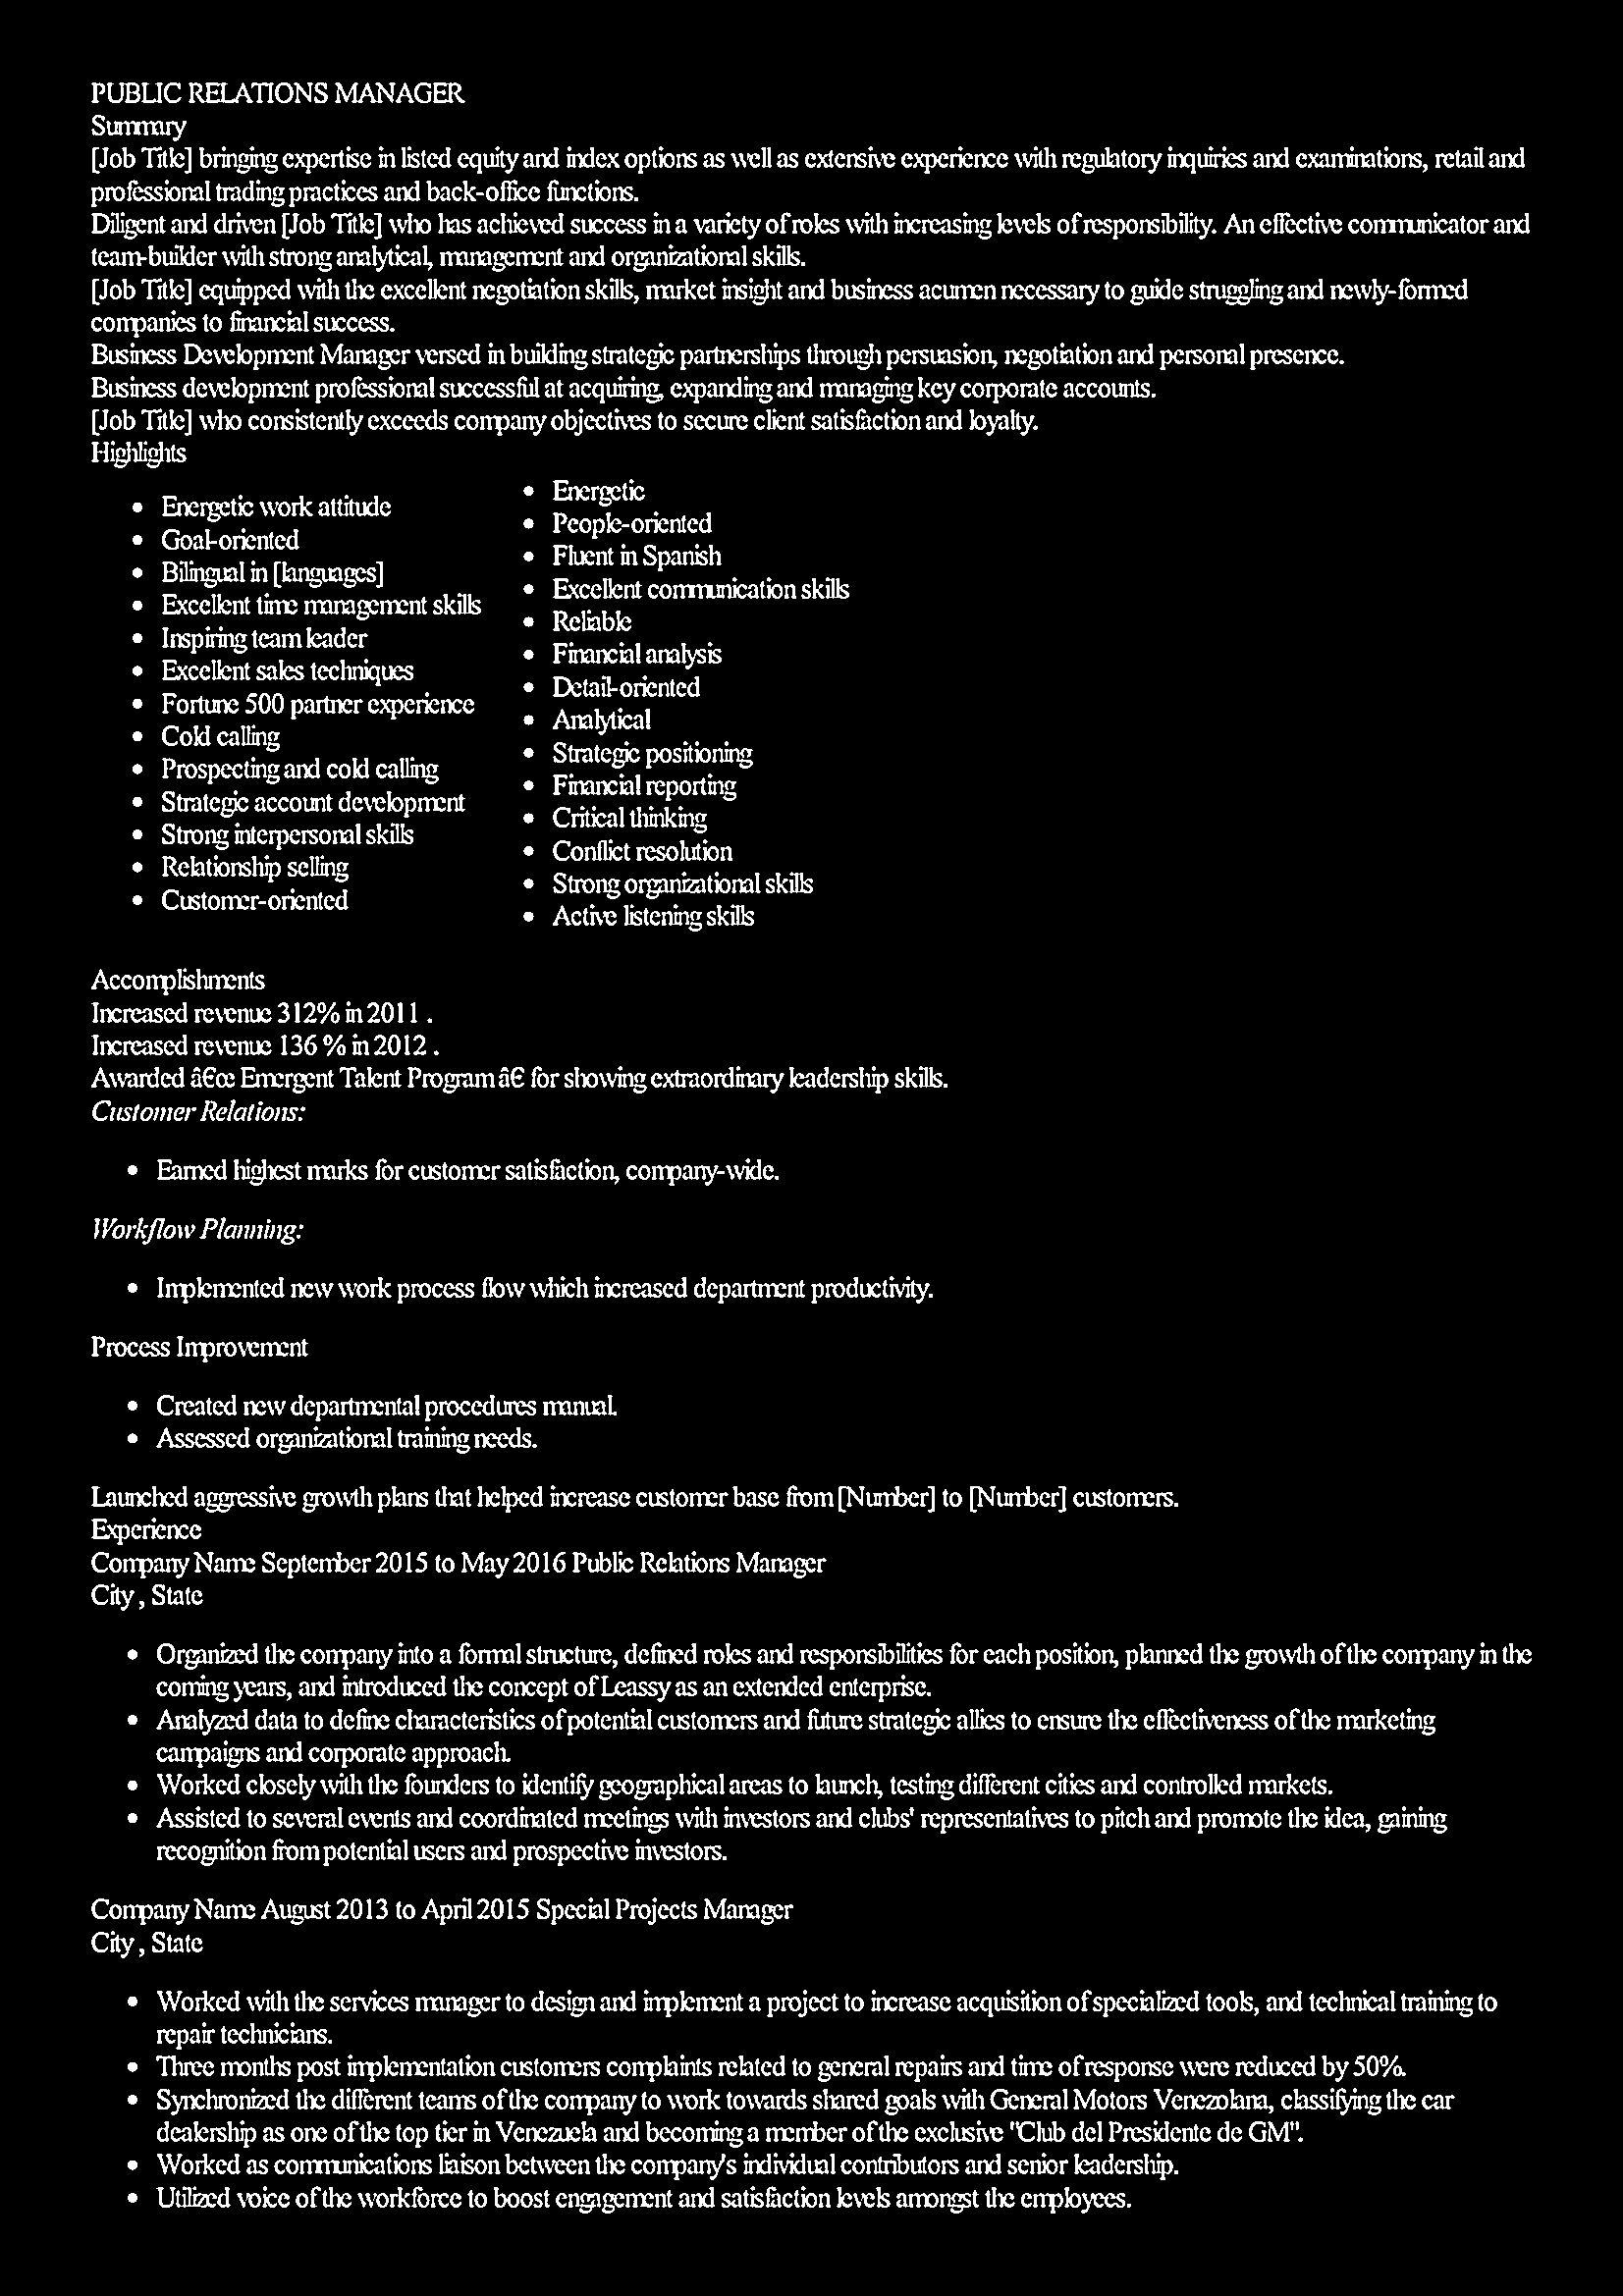 PUBLIC RELATIONS MANAGER
Summary
[Job Title] bringing expertise in listed equity and index options as well as extensive experience with regulatory inquiries and examinations, retail and
professional trading practices and back-office functions.
Diligent and driven [Job Title] who has achieved success in a variety of roles with increasing levels of responsibility. An effective communicator and
team-builder with strong analytical, management and organizational skills.
[Job Title] equipped with the excellent negotiation skills, market insight and business acumen necessary to guide struggling and newly-formed
companies to financial success.
Business Development Manager versed in building strategic partnerships through persuasion, negotiation and personal presence.
Business development professional successful at acquiring, expanding and managing key corporate accounts.
[Job Title] who consistently exceeds company objectives to secure client satisfaction and loyalty.
Highlights
• Energetic work attitude
• Goal-oriented
• Bilingual in [languages]
• Excellent time management skills
• Inspiring team leader
• Excellent sales techniques
• Fortune 500 partner experience
• Cold calling
• Prospecting and cold calling
• Strategic account development
• Strong interpersonal skills
• Relationship selling
• Customer-oriented
• Energetic
• People-oriented
• Fluent in Spanish
• Excellent communication skills
• Reliable
• Financial analysis
• Detail-oriented
• Analytical
• Strategic positioning
• Financial reporting
• Critical thinking
• Conflict resolution
• Strong organizational skills
• Active listening skills
Accomplishments
Increased revenue 312% in 2011 .
Increased revenue 136 % in 2012 .
Awarded â€œ Emergent Talent Program â€ for showing extraordinary leadership skills.
Customer Relations:
• Earned highest marks for customer satisfaction, company-wide.
Workflow Planning:
• Implemented new work process flow which increased department productivity.
Process Improvement
• Created new departmental procedures manual.
• Assessed organizational training needs.
Launched aggressive growth plans that helped increase customer base from [Number] to [Number] customers.
Experience
Company Name September 2015 to May 2016 Public Relations Manager
City , State
• Organized the company into a formal structure, defined roles and responsibilities for each position, planned the growth of the company in the
coming years, and introduced the concept of Leassy as an extended enterprise.
• Analyzed data to define characteristics of potential customers and future strategic allies to ensure the effectiveness of the marketing
campaigns and corporate approach.
• Worked closely with the founders to identify geographical areas to launch, testing different cities and controlled markets.
• Assisted to several events and coordinated meetings with investors and clubs' representatives to pitch and promote the idea, gaining
recognition from potential users and prospective investors.
Company Name August 2013 to April 2015 Special Projects Manager
City , State
• Worked with the services manager to design and implement a project to increase acquisition of specialized tools, and technical training to
repair technicians.
• Three months post implementation customers complaints related to general repairs and time of response were reduced by 50%.
• Synchronized the different teams of the company to work towards shared goals with General Motors Venezolana, classifying the car
dealership as one of the top tier in Venezuela and becoming a member of the exclusive "Club del Presidente de GM".
• Worked as communications liaison between the company's individual contributors and senior leadership.
• Utilized voice of the workforce to boost engagement and satisfaction levels amongst the employees.